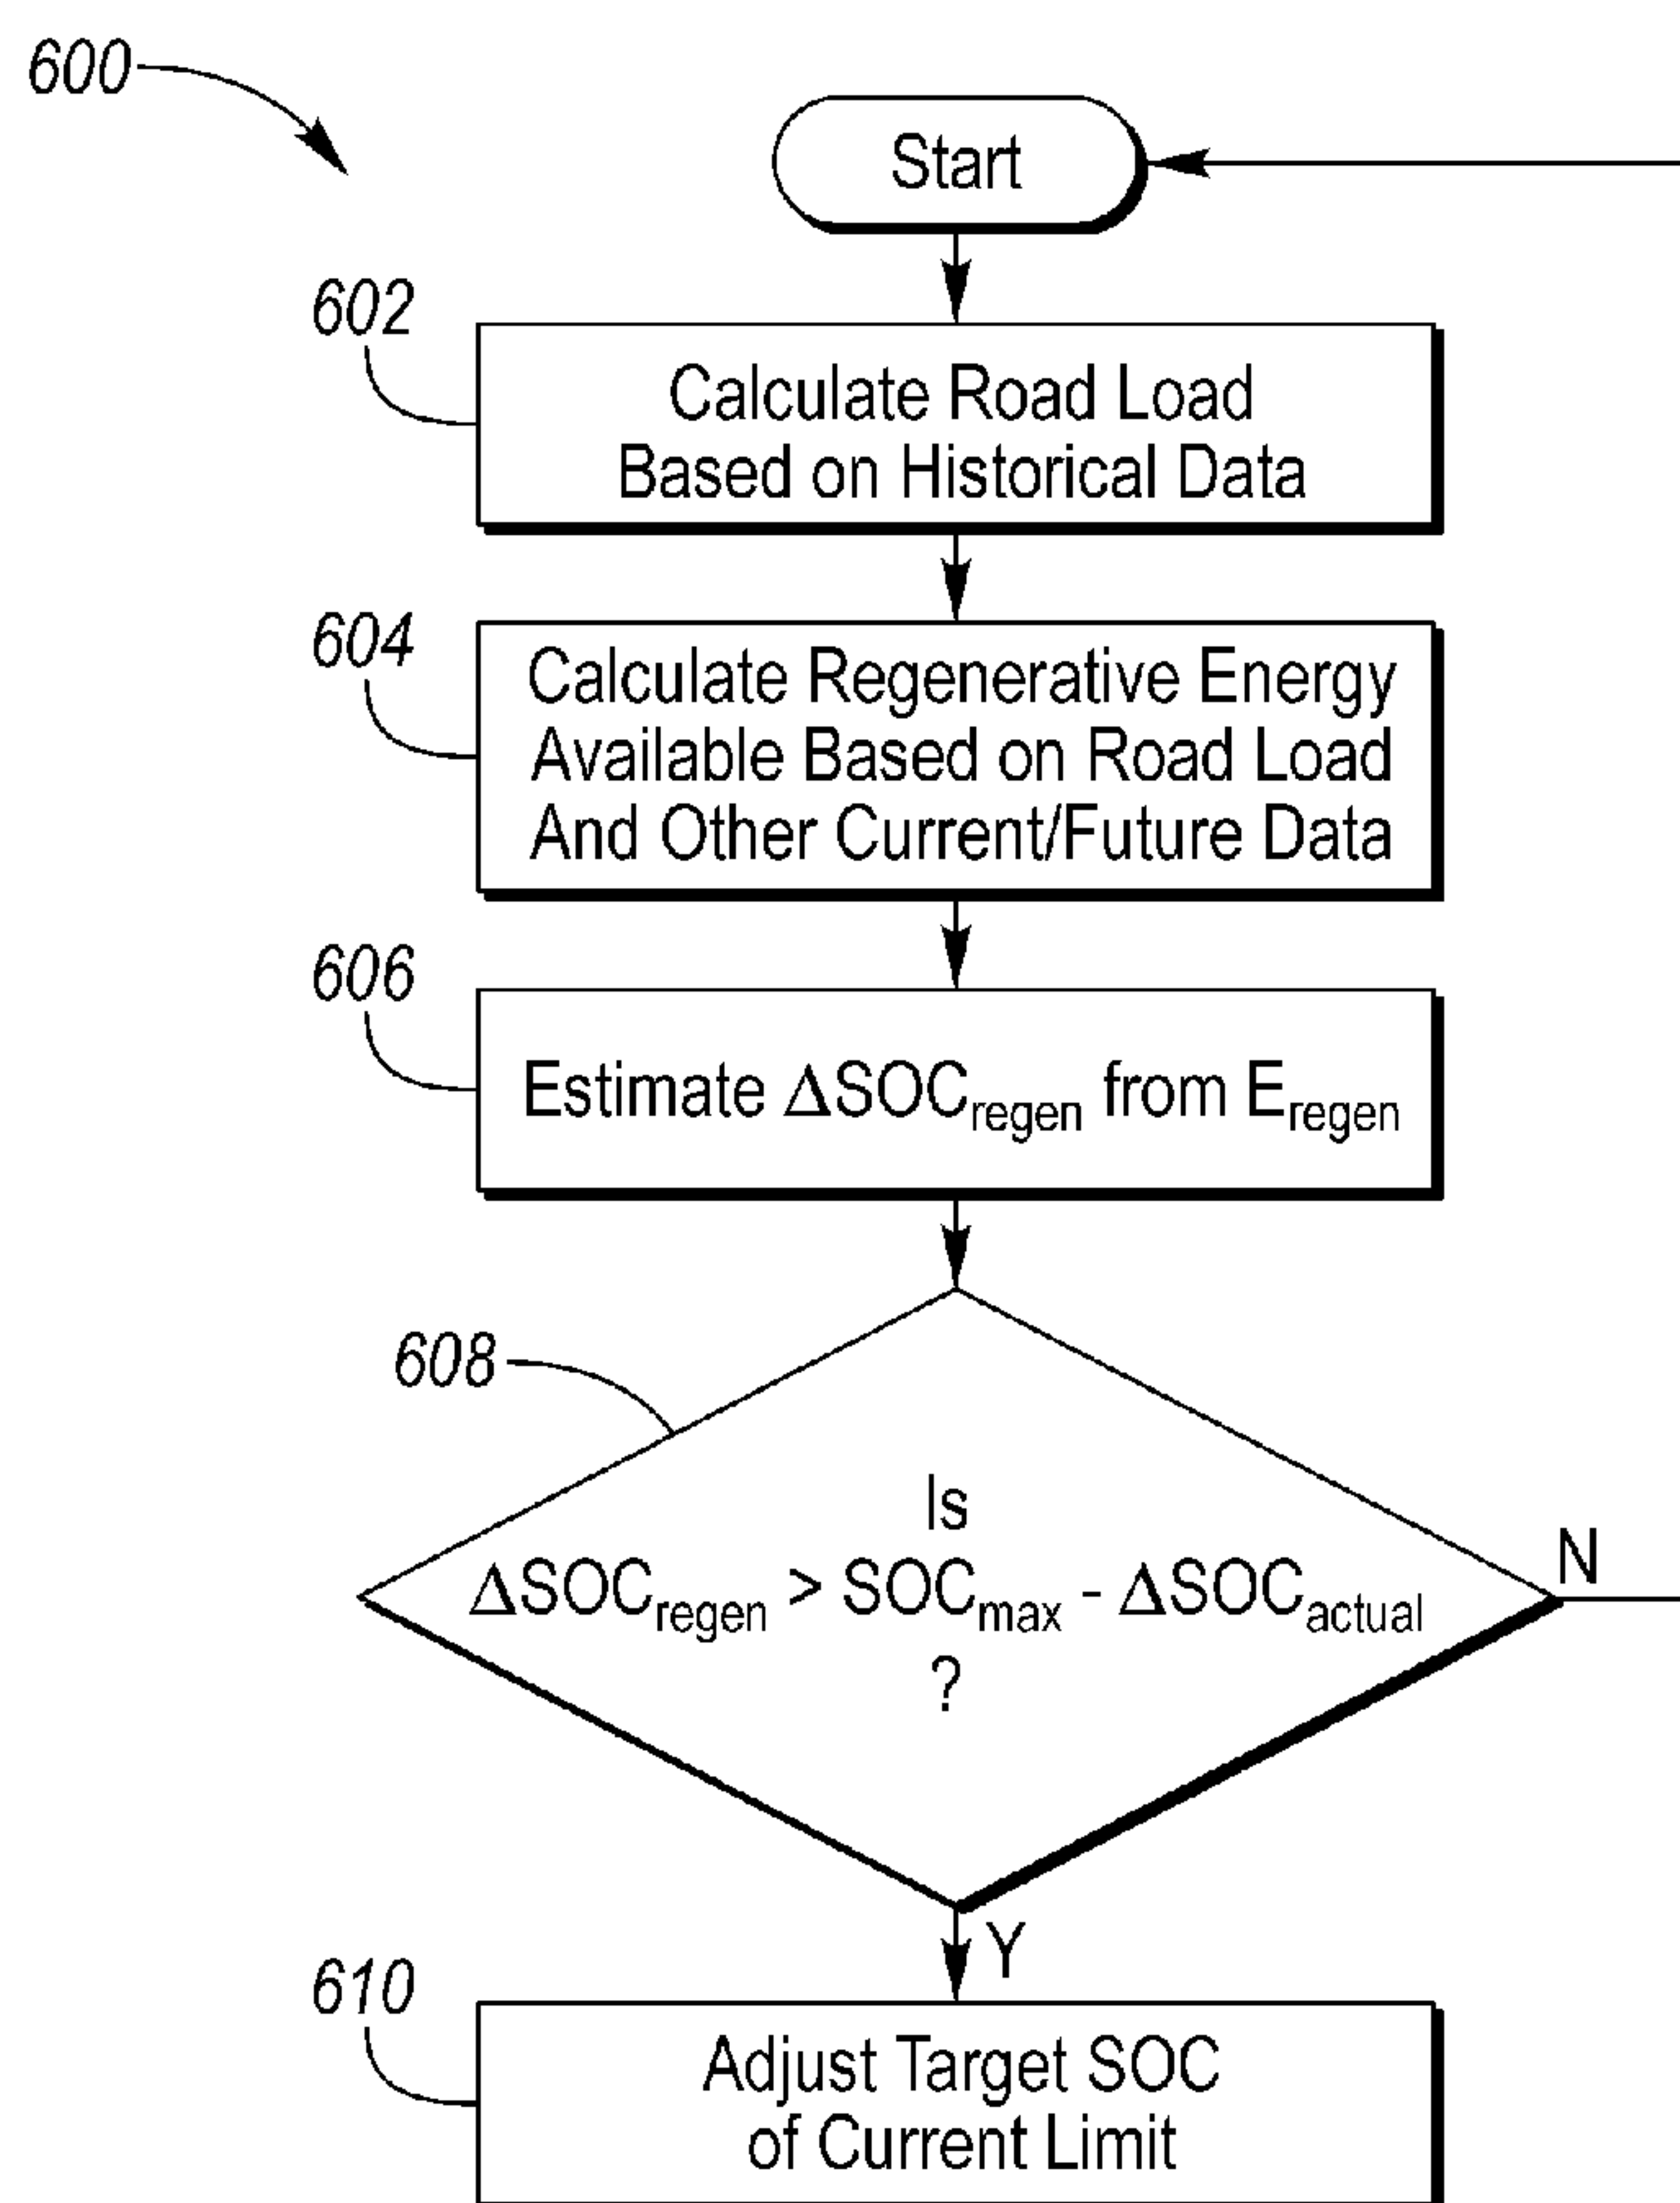 600
Start
602
Calculate Road Load
Based on Historical Data
604
Calculate Regenerative Energy
Available Based on Road Load
And Other Current/Future Data
606
Estimate ΔSOCregen from Eregen
608
Is
ΔSOCregen > SOCmax - ΔSOCactual
?
N
Y
610
Adjust Target SOC
of Current Limit